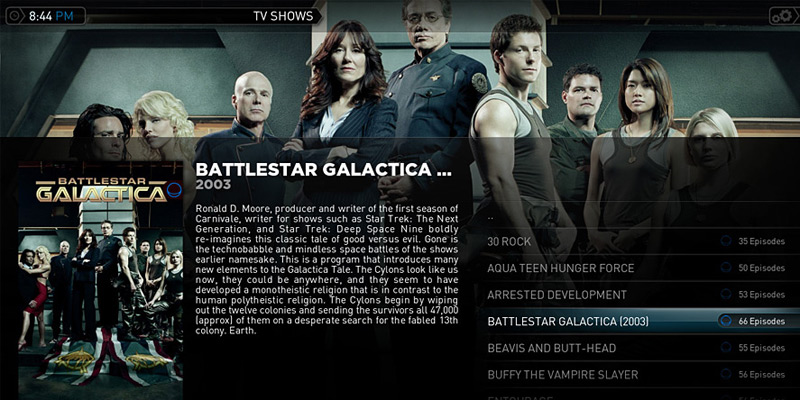 8:44 PM
TV SHOWS
BATTLESTAR
GALACTICA
BATTLESTAR GALACTICA ...
2003
Ronald D. Moore, producer and writer of the first season of
Carnivale, writer for shows such as Star Trek: The Next
Generation, and Star Trek: Deep Space Nine boldly
re-imagines this classic tale of good versus evil. Gone is
the technobabble and mindless space battles of the shows
earlier namesake. This is a program that introduces many
new elements to the Galactica Tale. The Cylons look like us
now, they could be anywhere, and they seem to have
developed a monotheistic religion that is in contrast to the
human polytheistic religion. The Cylons begin by wiping
out the twelve colonies and sending the survivors all 47,000
(approx) of them on a desperate search for the fabled 13th
colony. Earth.
..
30 ROCK 35 Episodes
AQUA TEEN HUNGER FORCE 50 Episodes
ARRESTED DEVELOPMENT 53 Episodes
BATTLESTAR GALACTICA (2003) 66 Episodes
BEAVIS AND BUTT-HEAD 55 Episodes
BUFFY THE VAMPIRE SLAYER 56 Episodes
ENTOURAGE